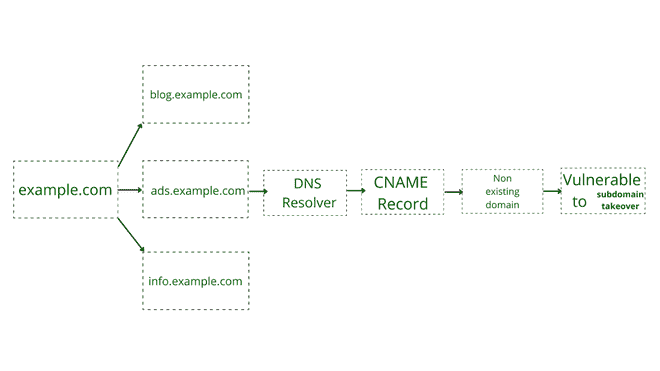 blog.example.com
example.com
ads.example.com
DNS
Resolver
CNAME
Record
Non
existing
domain
Vulnerable
to subdomain
takeover
info.example.com